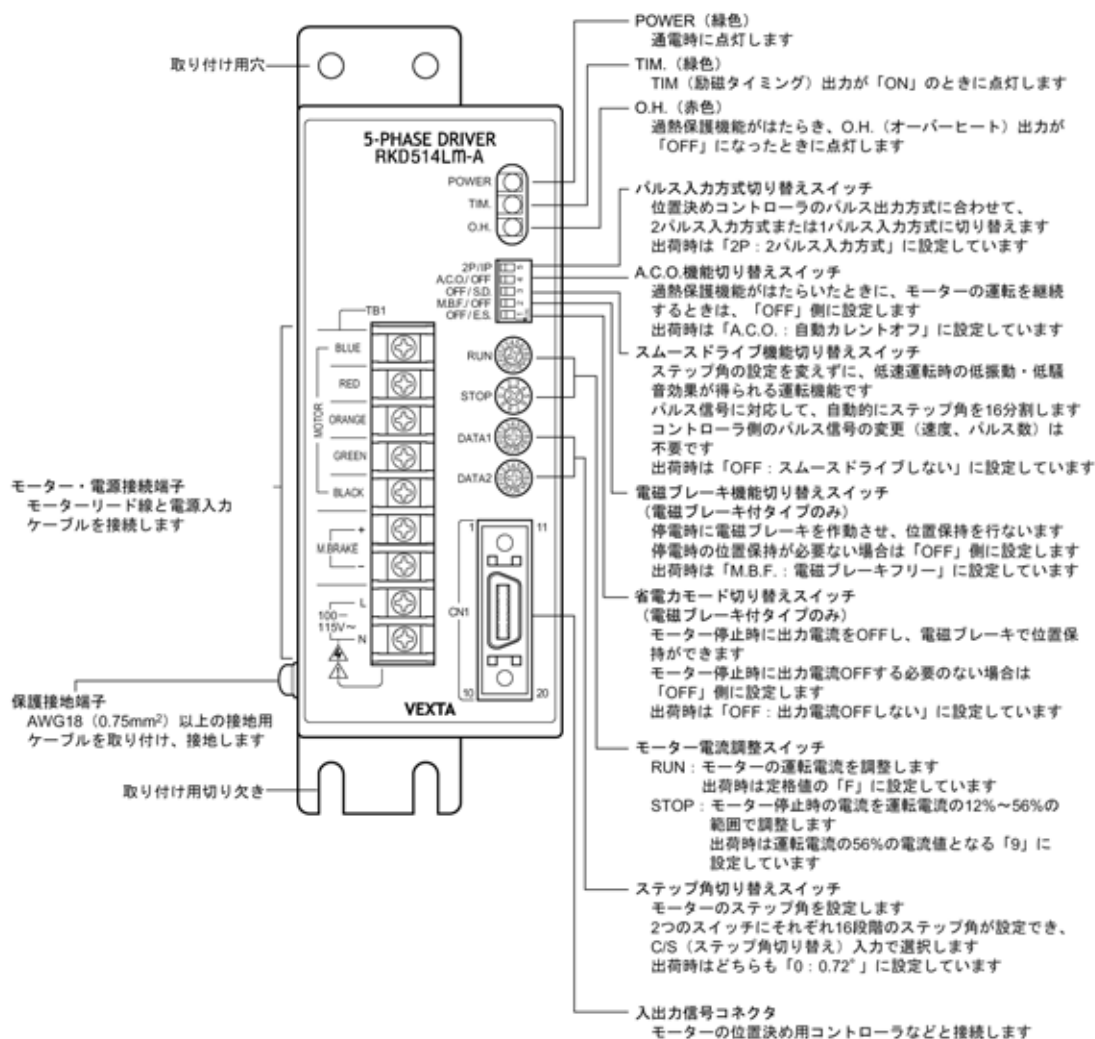 取り付け用穴
5-PHASE DRIVER
RKD514LM-A
POWER
TIM.
O.H.
2P/1P
A.C.O./OFF
OFF/S.D.
M.B.F./OFF
OFF/E.S.
TB1
MOTOR
BLUE
RED
ORANGE
GREEN
BLACK
M.BRAKE
+
−
100−
115V~
L
N
RUN
STOP
DATA1
DATA2
CN1
1
11
10
20
VEXTA
モーター・電源接続端子
モーターリード線と電源入力
ケーブルを接続します
保護接地端子
AWG18（0.75mm²）以上の接地用
ケーブルを取り付け、接地します
取り付け用切り欠き
POWER（緑色）
通電時に点灯します
TIM.（緑色）
TIM（励磁タイミング）出力が「ON」のときに点灯します
O.H.（赤色）
過熱保護機能がはたらき、O.H.（オーバーヒート）出力が
「OFF」になったときに点灯します
パルス入力方式切り替えスイッチ
位置決めコントローラのパルス出力方式に合わせて、
2パルス入力方式または1パルス入力方式に切り替えます
出荷時は「2P：2パルス入力方式」に設定しています
A.C.O.機能切り替えスイッチ
過熱保護機能がはたらいたときに、モーターの運転を継続
するときは、「OFF」側に設定します
出荷時は「A.C.O.：自動カレントオフ」に設定しています
スムースドライブ機能切り替えスイッチ
ステップ角の設定を変えずに、低速運転時の低振動・低騒
音効果が得られる運転機能です
パルス信号に対応して、自動的にステップ角を16分割します
コントローラ側のパルス信号の変更（速度、パルス数）は
不要です
出荷時は「OFF：スムースドライブしない」に設定しています
電磁ブレーキ機能切り替えスイッチ
（電磁ブレーキ付タイプのみ）
停電時に電磁ブレーキを作動させ、位置保持を行ないます
停電時の位置保持が必要ない場合は「OFF」側に設定します
出荷時は「M.B.F.：電磁ブレーキフリー」に設定しています
省電力モード切り替えスイッチ
（電磁ブレーキ付タイプのみ）
モーター停止時に出力電流をOFFし、電磁ブレーキで位置保
持ができます
モーター停止時に出力電流OFFする必要のない場合は
「OFF」側に設定します
出荷時は「OFF：出力電流OFFしない」に設定しています
モーター電流調整スイッチ
RUN：モーターの運転電流を調整します
出荷時は定格値の「F」に設定しています
STOP：モーター停止時の電流を運転電流の12%～56%の
範囲で調整します
出荷時は運転電流の56%の電流値となる「9」に
設定しています
ステップ角切り替えスイッチ
モーターのステップ角を設定します
2つのスイッチにそれぞれ16段階のステップ角が設定でき、
C/S（ステップ角切り替え）入力で選択します
出荷時はどちらも「0：0.72°」に設定しています
入出力信号コネクタ
モーターの位置決め用コントローラなどと接続します